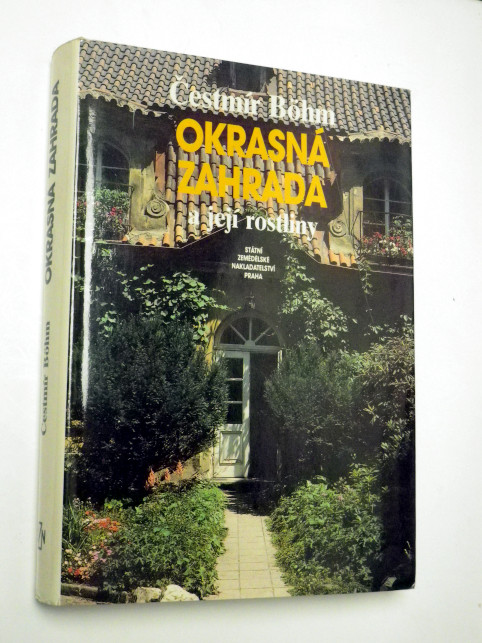 Čestmír Böhm
OKRASNÁ
ZAHRADA
a její rostliny
STÁTNÍ
ZEMĚDĚLSKÉ
NAKLADATELSTVÍ
PRAHA
Čestmír Böhm OKRASNÁ ZAHRADA